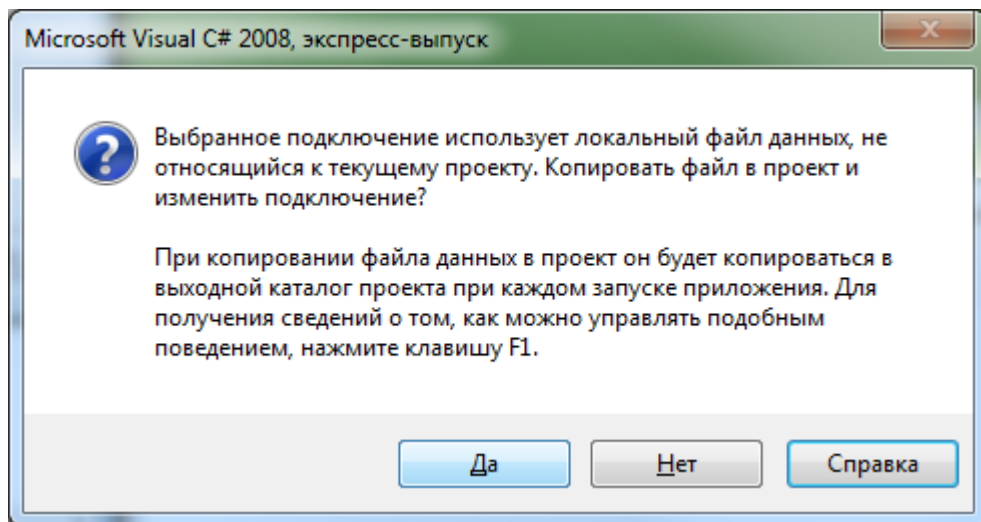 Microsoft Visual C# 2008, экспресс-выпуск
Выбранное подключение использует локальный файл данных, не
относящийся к текущему проекту. Копировать файл в проект и
изменить подключение?
При копировании файла данных в проект он будет копироваться в
выходной каталог проекта при каждом запуске приложения. Для
получения сведений о том, как можно управлять подобным
поведением, нажмите клавишу F1.
Да
Нет
Справка